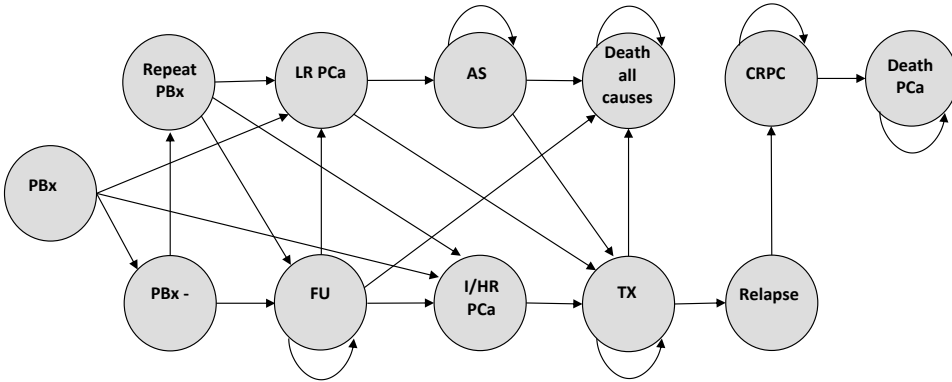 Repeat
PBx
LR PCa
AS
Death
all
causes
CRPC
Death
PCa
PBx
PBx -
FU
I/HR
PCa
TX
Relapse